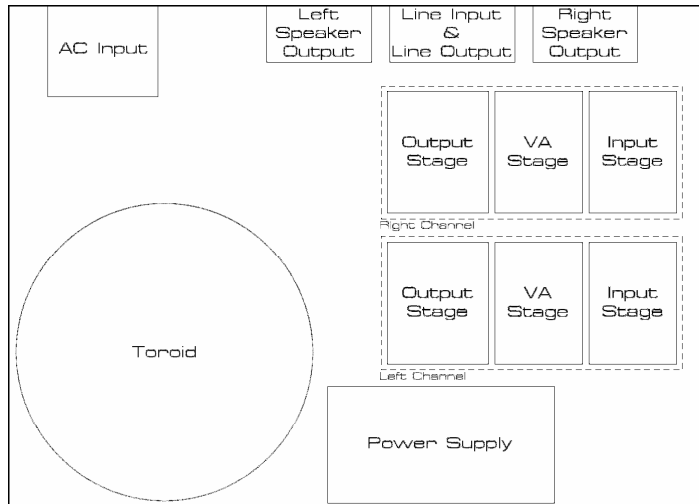 AC Input
Left
Speaker
Output
Line Input
&
Line Output
Right
Speaker
Output
Output
Stage
VA
Stage
Input
Stage
Right Channel
Output
Stage
VA
Stage
Input
Stage
Left Channel
Toroid
Power Supply